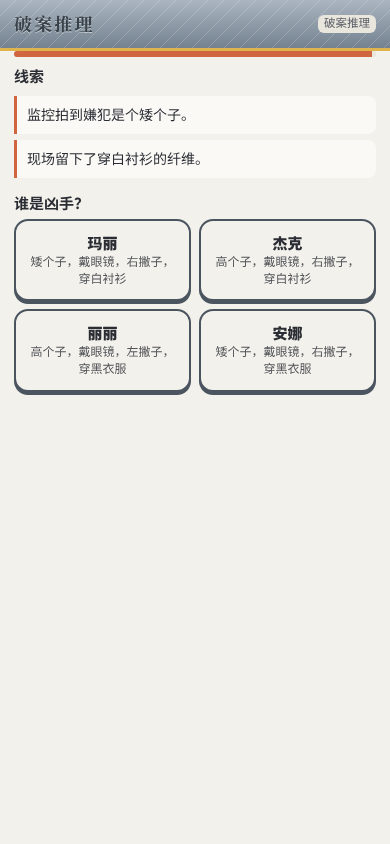 破案推理
破案推理
线索
监控拍到嫌犯是个矮个子。
现场留下了穿白衬衫的纤维。
谁是凶手？
玛丽
矮个子，戴眼镜，右撇子，
穿白衬衫
杰克
高个子，戴眼镜，右撇子，
穿白衬衫
丽丽
高个子，戴眼镜，左撇子，
穿黑衣服
安娜
矮个子，戴眼镜，右撇子，
穿黑衣服